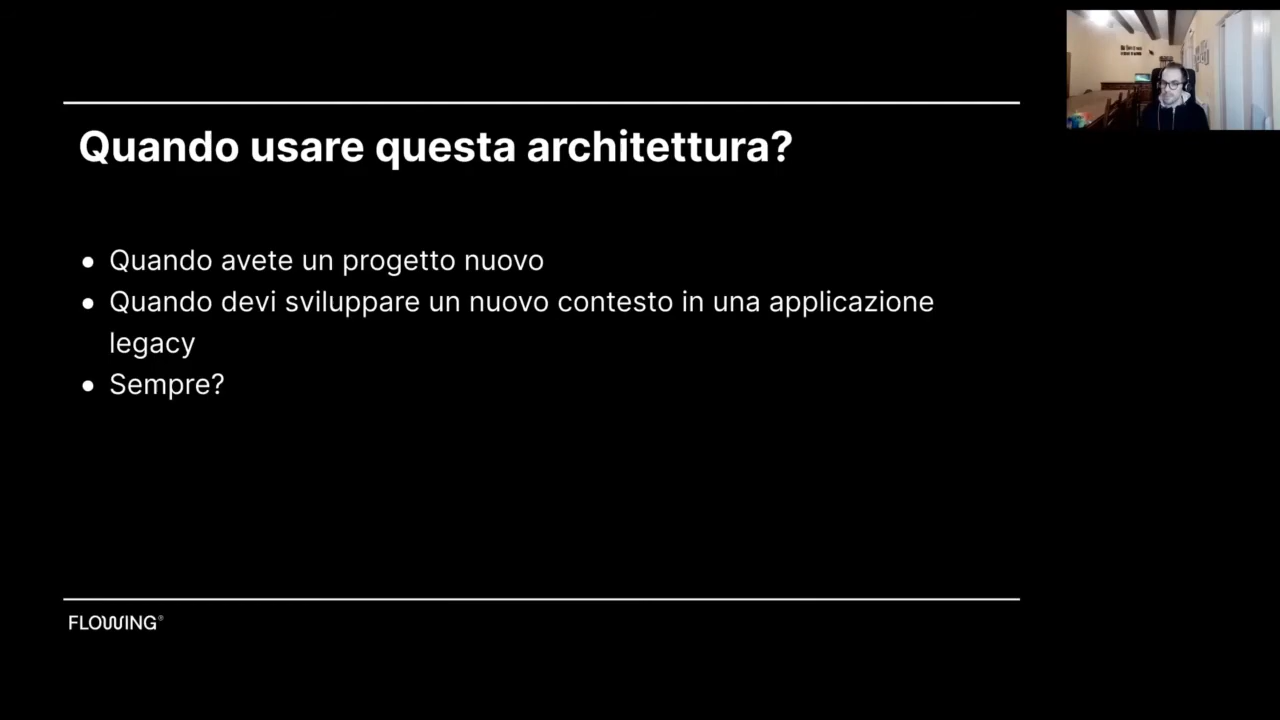 Quando usare questa architettura?
• Quando avete un progetto nuovo
• Quando devi sviluppare un nuovo contesto in una applicazione
legacy
• Sempre?
FLOWING®